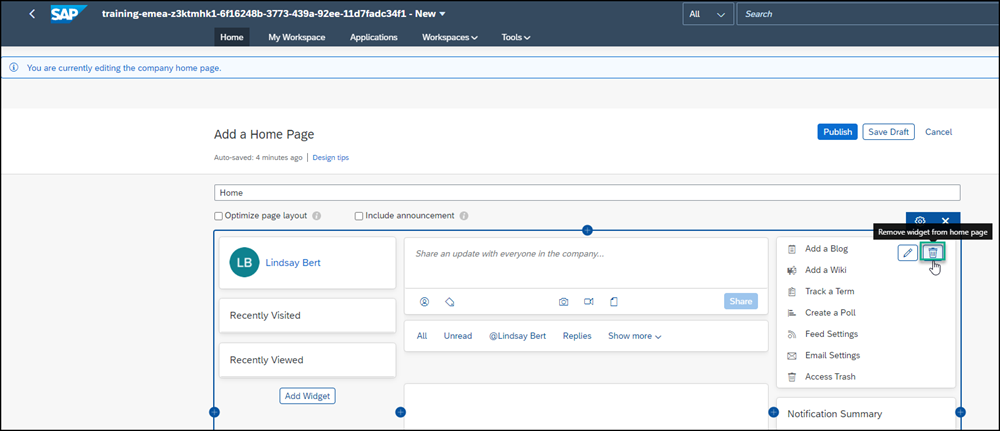 SAP
training-emea-z3ktmhk1-6f16248b-3773-439a-92ee-11d7fadc34f1 - New
All
Search
Home
My Workspace
Applications
Workspaces
Tools
You are currently editing the company home page.
Add a Home Page
Publish
Save Draft
Cancel
Auto-saved: 4 minutes ago | Design tips
Home
Optimize page layout
Include announcement
Remove widget from home page
LB
Lindsay Bert
Recently Visited
Recently Viewed
Add Widget
Share an update with everyone in the company...
Share
All
Unread
@Lindsay Bert
Replies
Show more
Add a Blog
Add a Wiki
Track a Term
Create a Poll
Feed Settings
Email Settings
Access Trash
Notification Summary